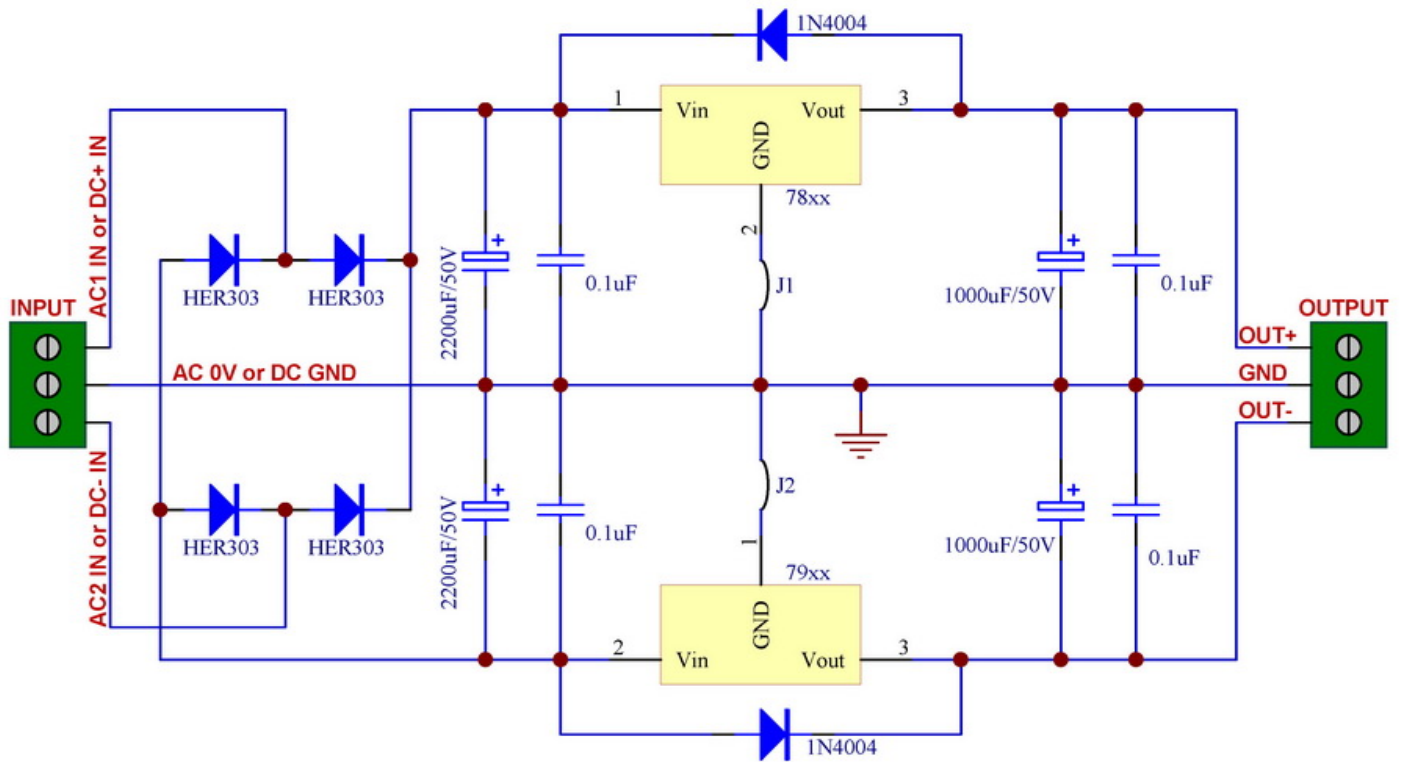 1N4004
1
Vin
Vout
3
GND
78xx
2
J1
AC1 IN or DC+ IN
HER303
HER303
2200uF/50V
+
0.1uF
1000uF/50V
+
0.1uF
INPUT
OUTPUT
OUT+
AC 0V or DC GND
GND
OUT-
AC2 IN or DC- IN
HER303
HER303
2200uF/50V
+
0.1uF
J2
1
79xx
1000uF/50V
+
0.1uF
2
Vin
GND
Vout
3
1N4004